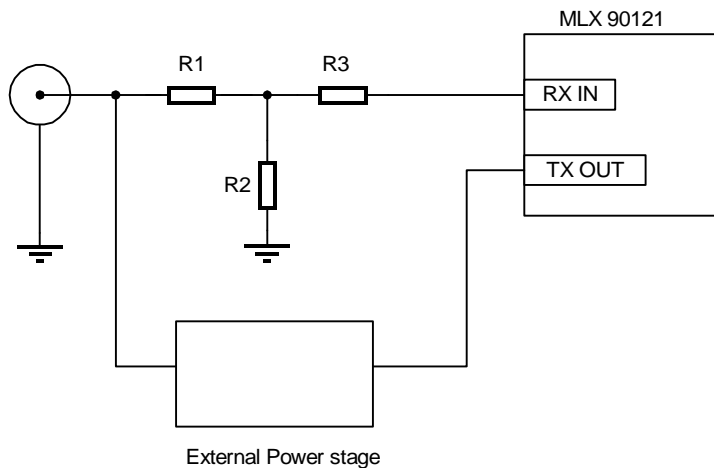 MLX 90121
R1
R3
RX IN
R2
TX OUT
External Power stage